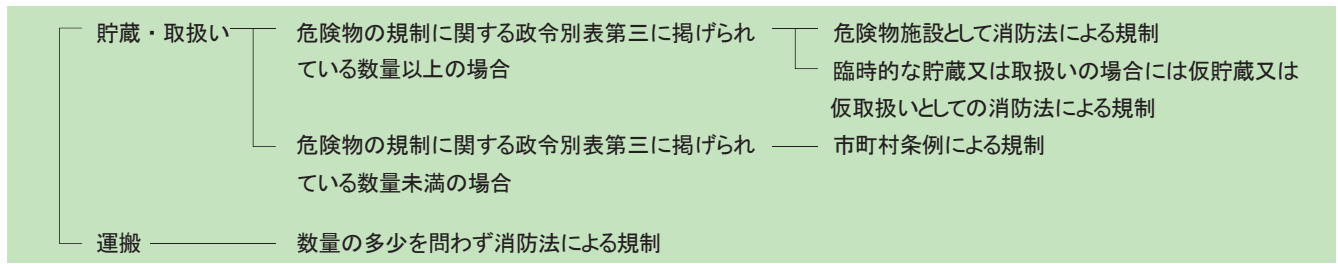 貯蔵・取扱い
危険物の規制に関する政令別表第三に掲げられ
ている数量以上の場合
危険物施設として消防法による規制
臨時的な貯蔵又は取扱いの場合には仮貯蔵又は
仮取扱いとしての消防法による規制
危険物の規制に関する政令別表第三に掲げられ
ている数量未満の場合
市町村条例による規制
運搬
数量の多少を問わず消防法による規制